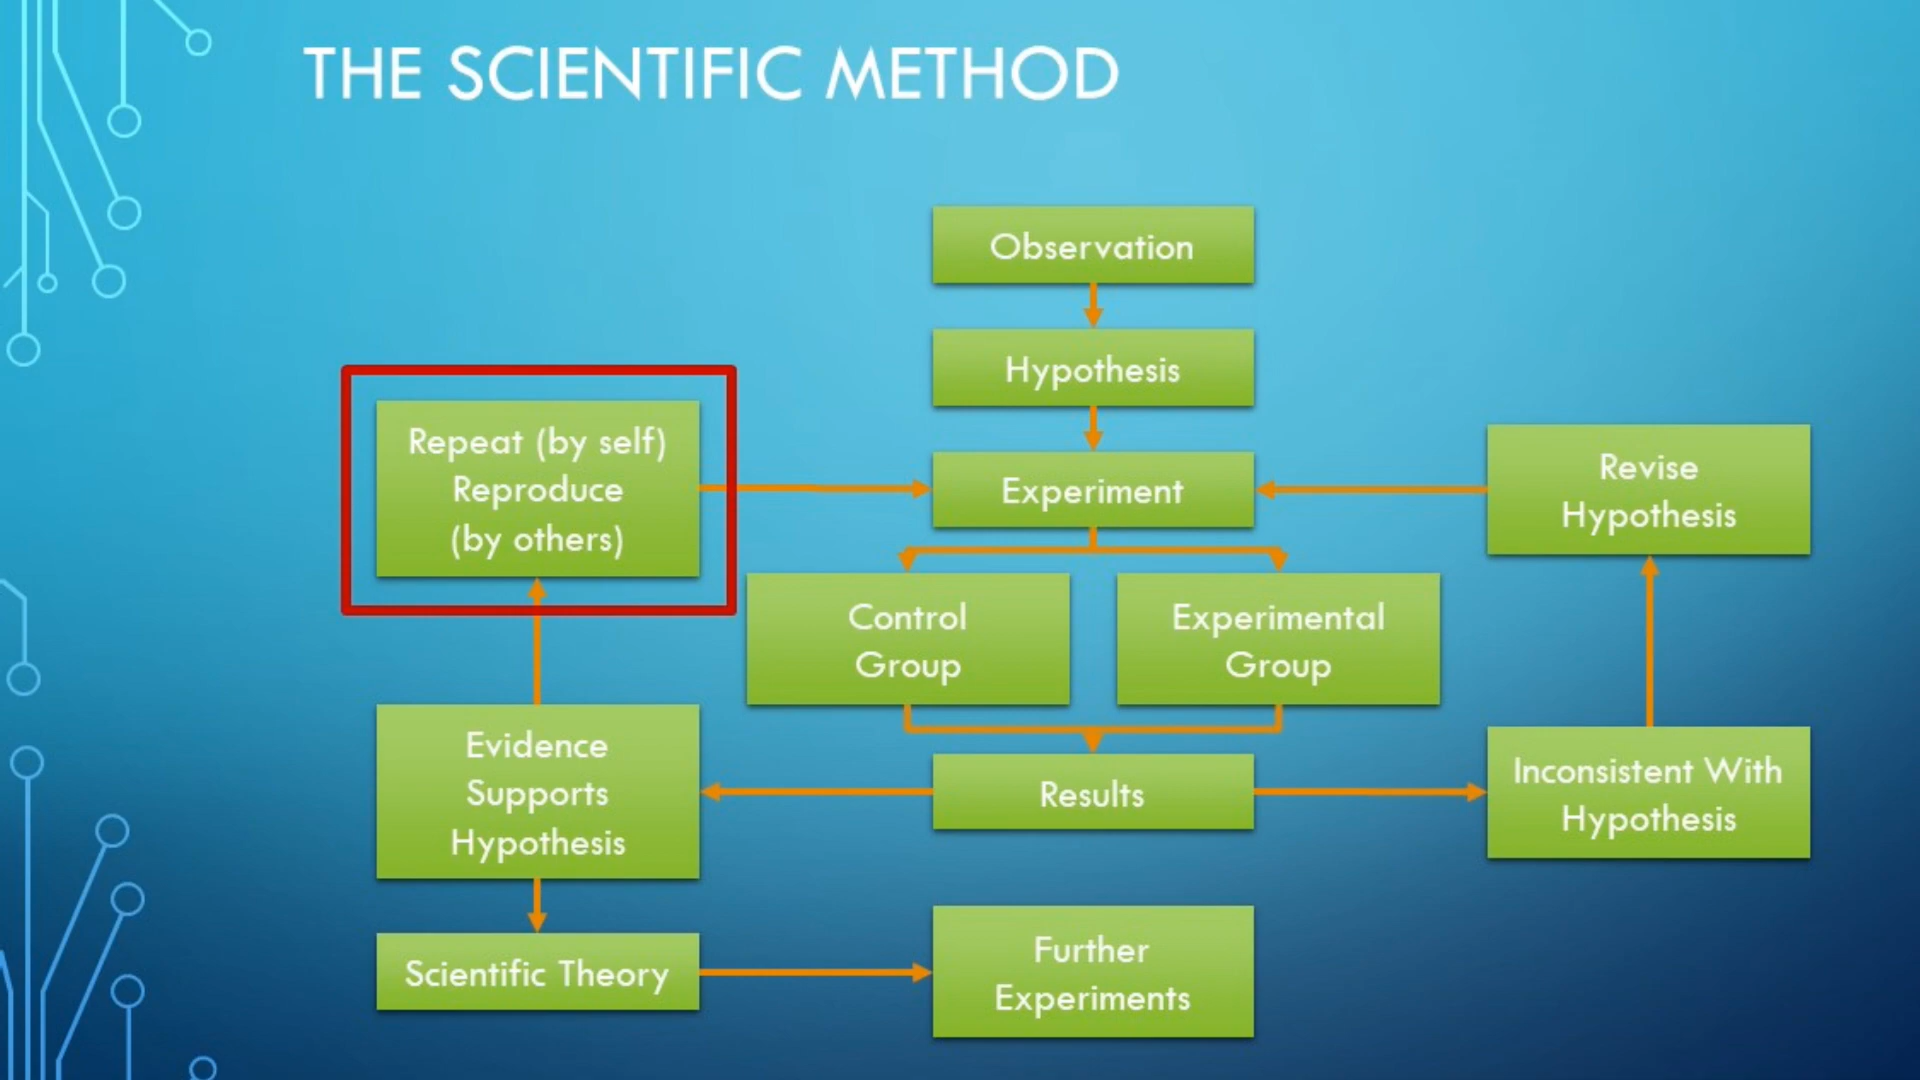 THE SCIENTIFIC METHOD
Observation
Hypothesis
Repeat (by self)
Reproduce
(by others)
Experiment
Revise
Hypothesis
Control
Group
Experimental
Group
Evidence
Supports
Hypothesis
Results
Inconsistent With
Hypothesis
Scientific Theory
Further
Experiments